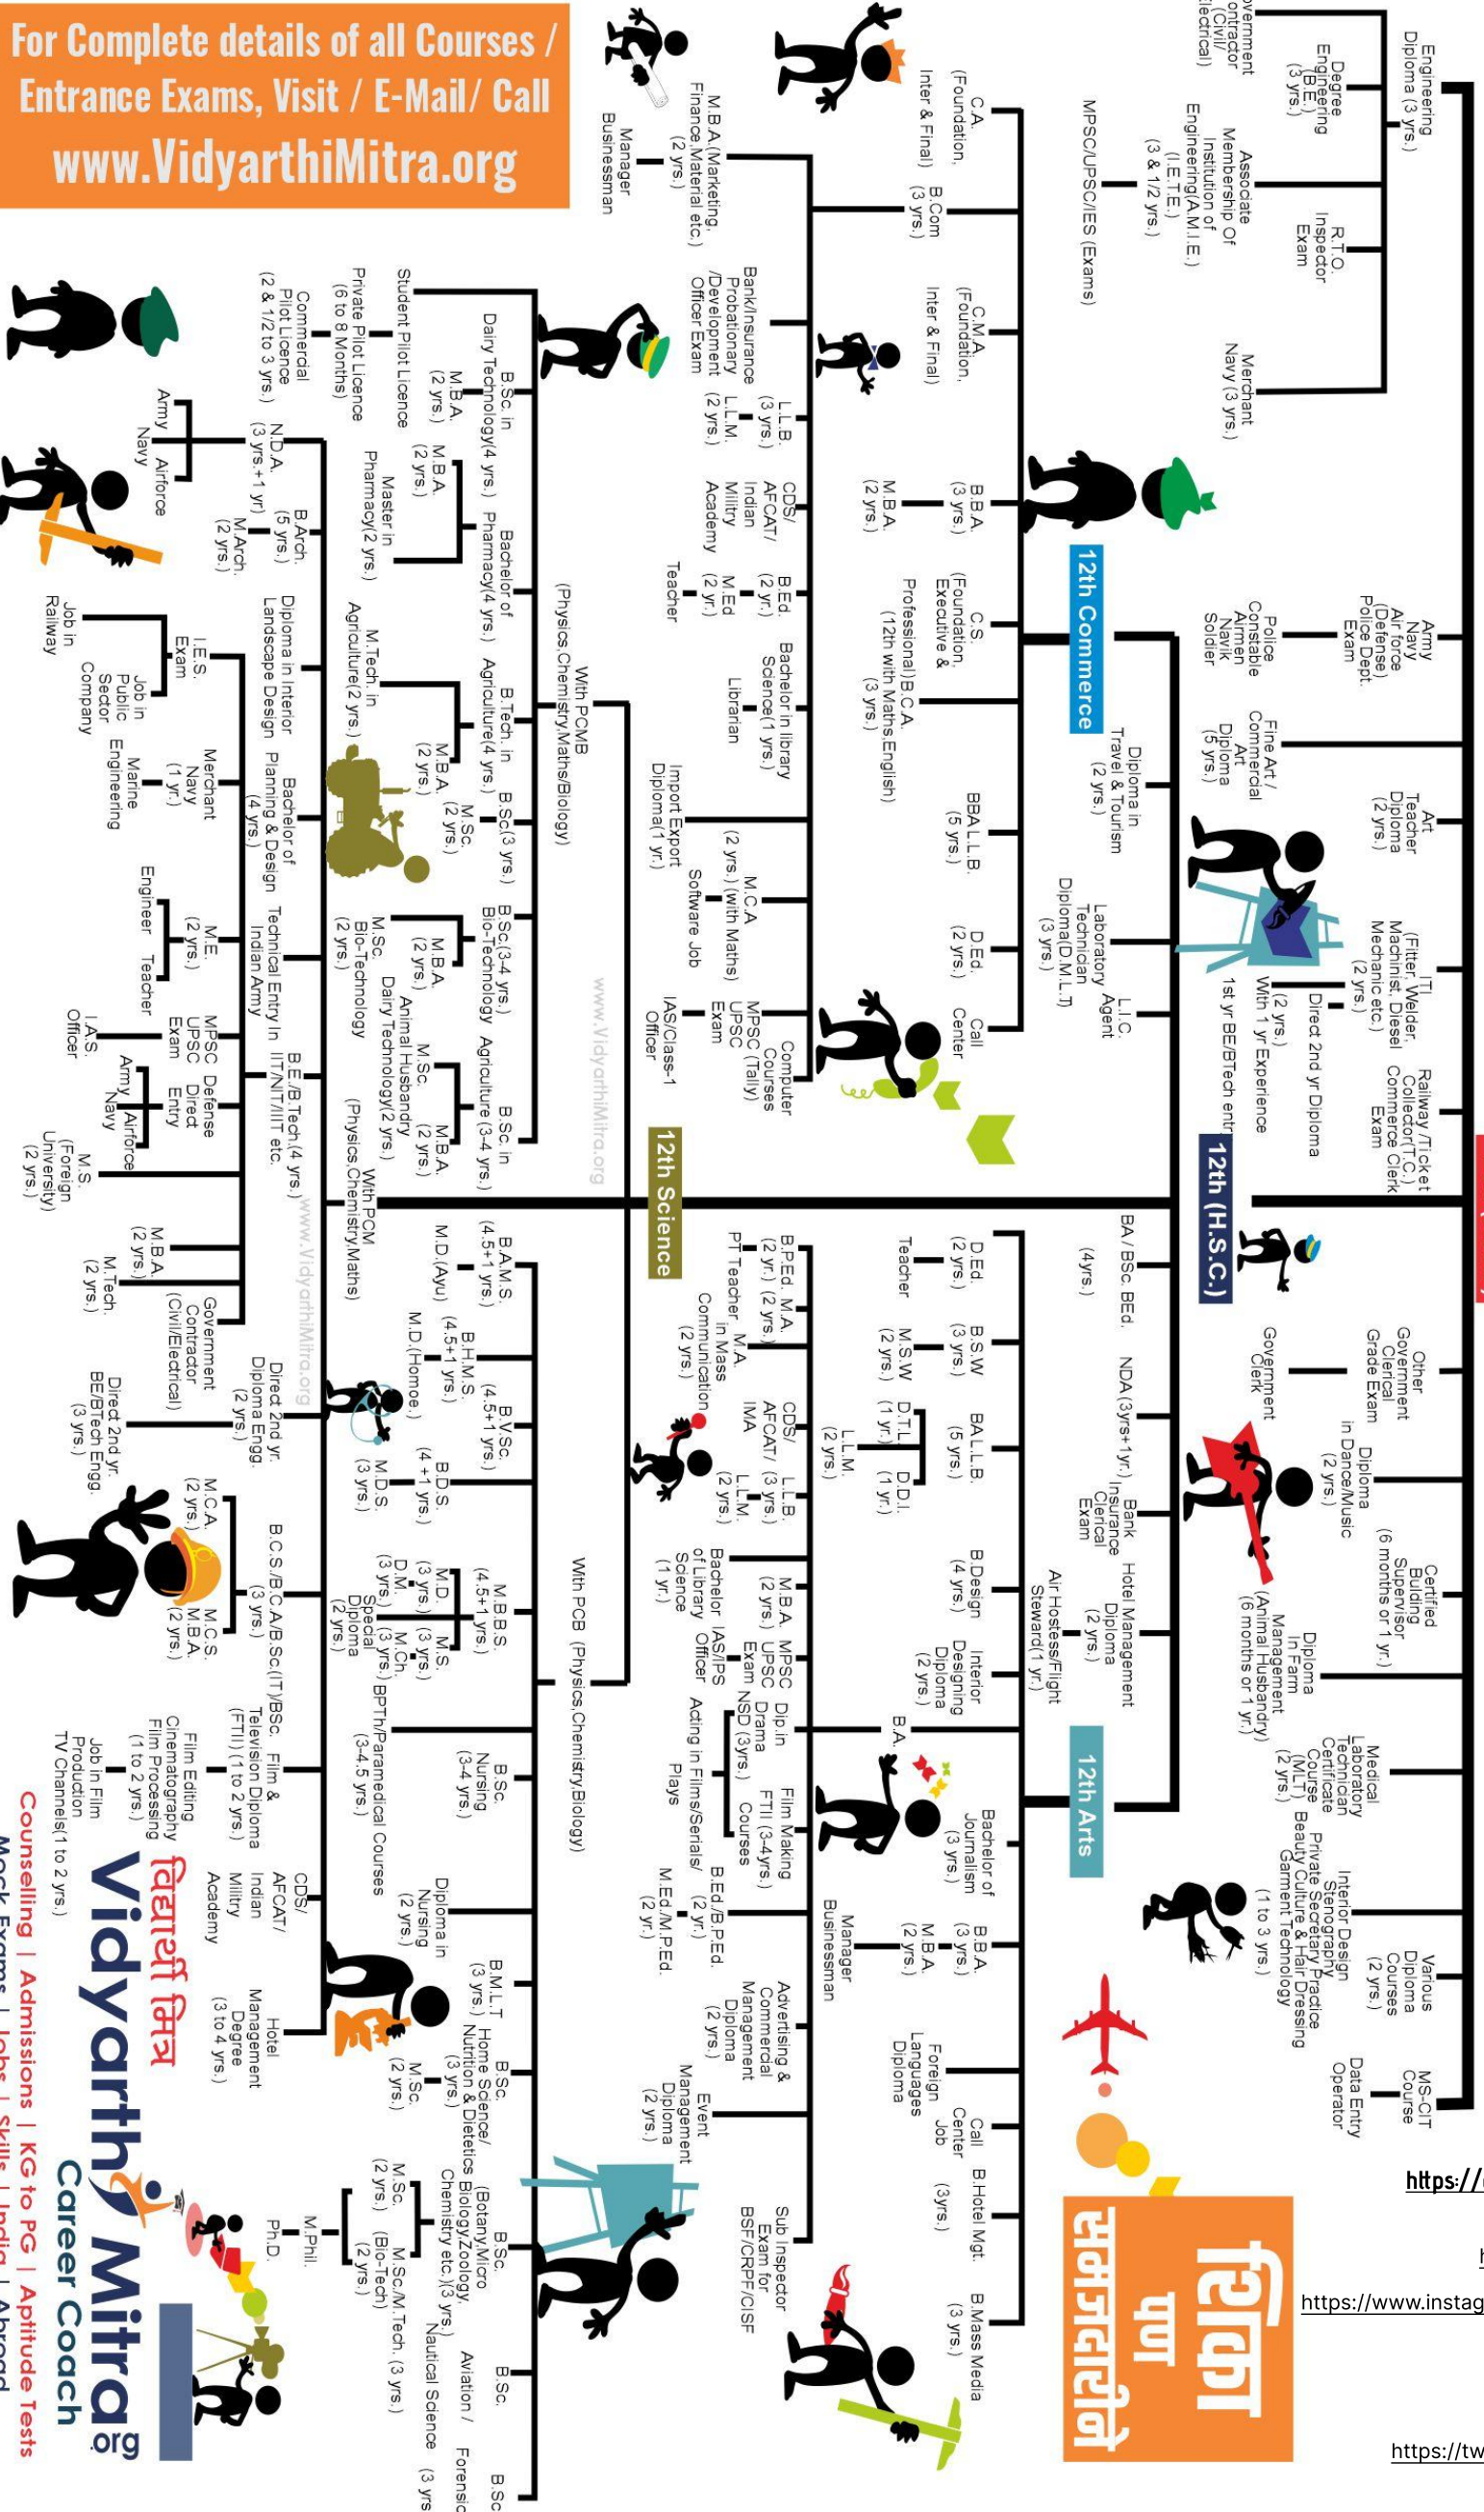 For Complete details of all Courses /
Entrance Exams, Visit / E-Mail/ Call
www.VidyarthiMitra.org
Engineering
Diploma (3 yrs.)
Degree
Engineering
(B.E.)
(3 yrs.)
Associate
Membership Of
Institution of
Engineering(A.M.I.E.)
(I.E.T.E.)
(3 & 1/2 yrs.)
MPSC/UPSC/IES (Exams)
R.T.O.
Inspector
Exam
Merchant
Navy (3 yrs.)
Army
Navy
Air force
(Defense)
Police Dept.
Exam
Police
Constable
Airmen
Navik
Soldier
Fine Art /
Commercial
Art
Diploma
(5 yrs.)
Art
Teacher
Diploma
(2 yrs.)
ITI
(Fitter, Welder,
Machinist, Diesel
Mechanic etc.)
(2 yrs.)
Direct 2nd yr Diploma
(2 yrs.)
With 1 yr Experience
1st yr BE/BTech entry
Railway /Ticket
Collector(T.C.)
Commerce Clerk
Exam
12th (H.S.C.)
Other
Government
Clerical
Grade Exam
Government
Clerk
Diploma
in Dance/Music
(2 yrs.)
Certified
Bulding
Supervisor
(6 months or 1 yr.)
Diploma
In Farm
Management
(Animal Husbandry)
(6 months or 1 yr.)
Medical
Laboratory
Technician
Certificate
Course
(MLT)
(2 yrs.)
Interior Design
Stenography
Private Secretary Practice
Beauty Culture & Hair Dressing
Garment Technology
(1 to 3 yrs.)
Various
Diploma
Courses
(2 yrs.)
MS-CIT
Course
Data Entry
Operator
12th Commerce
Diploma in
Travel & Tourism
(2 yrs.)
Laboratory
Technician
Diploma(D.M.L.T)
(3 yrs.)
L.I.C.
Agent
BA / BSc. BEd.
(4yrs.)
NDA (3yrs+1yr.)
Bank
Insurance
Clerical
Exam
Hotel Management
Diploma
(2 yrs.)
Air Hostess/Flight
Steward(1 yr.)
12th Arts
C.A.
(Foundation,
Inter & Final)
B.Com
(3 yrs.)
C.M.A.
(Foundation,
Inter & Final)
B.B.A.
(3 yrs.)
M.B.A.
(2 yrs.)
C.S.
(Foundation,
Executive &
Professional)
B.C.A.
(12th with Maths,English)
(3 yrs.)
BBA L.L.B.
(5 yrs.)
D.Ed.
(2 yrs.)
Call
Center
M.B.A.(Marketing,
Finance,Material etc.)
(2 yrs.)
Manager
Businessman
Bank/Insurance
Probationary
/Development
Officer Exam
L.L.B.
(3 yrs.)
L.L.M.
(2 yrs.)
CDS/
AFCAT/
Indian
Militry
Academy
B.Ed.
(2 yr.)
M.Ed
(2 yr.)
Teacher
Bachelor in library
Science(1 yrs.)
Librarian
Import Export
Diploma(1 yr.)
M.C.A
(2 yrs.) (with Maths)
Software Job
MPSC
UPSC
Exam
IAS/Class-1
Officer
Computer
Courses
(Tally)
D.Ed.
(2 yrs.)
Teacher
B.S.W
(3 yrs.)
M.S.W
(2 yrs.)
BA L.L.B.
(5 yrs.)
D.T.L.
(1 yr.)
D.D.I.
(1 yr.)
L.L.M.
(2 yrs.)
B.Design
(4 yrs.)
Interior
Designing
Diploma
(2 yrs.)
B.A.
Bachelor of
Journalism
(3 yrs.)
B.B.A.
(3 yrs.)
M.B.A.
(2 yrs.)
Manager
Businessman
Foreign
Languages
Diploma
Call
Center
Job
B.Hotel Mgt.
(3yrs.)
B.Mass Media
(3 yrs.)
B.P.Ed.
(2 yr.)
PT Teacher
M.A.
(2 yrs.)
M.A.
in Mass
Communication
(2 yrs.)
CDS/
AFCAT/
IMA
L.L.B.
(3 yrs.)
L.L.M.
(2 yrs.)
Bachelor
of Library
Science
(1 yr.)
M.B.A.
(2 yrs.)
MPSC
UPSC
Exam
IAS/IPS
Officer
Dip.in
Drama
NSD (3yrs.)
Film Making
FTII (3-4yrs.)
Courses
Acting in Films/Serials/
Plays
B.Ed./B.P.Ed.
(2 yr.)
M.Ed./M.P.Ed.
(2 yr.)
Advertising &
Commercial
Management
Diploma
(2 yrs.)
Event
Management
Diploma
(2 yrs.)
Sub Inspector
Exam for
BSF/CRPF/CISF
12th Science
www.VidyarthiMitra.org
With PCMB
(Physics,Chemistry,Maths/Biology)
Student Pilot Licence
Private Pilot Licence
(6 to 8 Months)
Commercial
Pilot Licence
(2 & 1/2 to 3 yrs.)
B.Sc. in
Dairy Technology(4 yrs.)
M.B.A.
(2 yrs.)
Bachelor of
Pharmacy(4 yrs.)
M.B.A.
(2 yrs.)
Master in
Pharmacy(2 yrs.)
B.Tech. in
Agriculture(4 yrs.)
M.Tech. in
Agriculture(2 yrs.)
M.B.A.
(2 yrs.)
B.Sc(3 yrs.)
M.Sc.
(2 yrs.)
B.Sc.(3-4 yrs.)
Bio-Technology
M.B.A.
(2 yrs.)
M.Sc.
Bio-Technology
(2 yrs.)
B.Sc. in
Agriculture (3-4 yrs.)
M.Sc.
Animal Husbandry
Dairy Technology(2 yrs.)
M.B.A.
(2 yrs.)
With PCB (Physics,Chemistry,Biology)
B.A.M.S.
(4.5+1 yrs.)
M.D.(Ayu)
B.H.M.S.
(4.5+1 yrs.)
M.D.(Homoe.)
B.V.Sc.
(4.5+1yrs.)
B.D.S.
(4 +1 yrs.)
M.D.S.
(3 yrs.)
M.B.B.S.
(4.5+1 yrs.)
M.D.
(3 yrs.)
M.S.
(3 yrs.)
D.M.
(3 yrs.)
M.Ch.
(3 yrs.)
Special
Diploma
(2 yrs.)
BPTh/Paramedical Courses
(3-4.5 yrs.)
B.Sc.
Nursing
(3-4 yrs.)
Diploma in
Nursing
(2 yrs.)
B.M.L.T
(3 yrs.)
B.Sc.
Home Science/
Nutrition & Dietetics
(3 yrs.)
M.Sc.
(2 yrs.)
B.Sc.
(Botany,Micro
Biology,Zoology,
Chemistry etc.)(3 yrs.)
M.Sc.
(2 yrs.)
M.Sc./M.Tech.
(Bio-Tech)
(2 yrs.)
M.Phil.
Ph.D.
B.Sc.
Aviation /
Nautical Science
(3 yrs.)
B.Sc
Forensic
(3 yrs
With PCM
(Physics,Chemistry,Maths)
www.VidyarthiMitra.org
N.D.A.
(3 yrs.+ 1 yr)
Army
Airforce
Navy
B.Arch.
(5 yrs.)
M.Arch.
(2 yrs.)
Diploma in Interior
Landscape Design
Bachelor of
Planning & Design
(4 yrs.)
Technical Entry In
Indian Army
B.E./B.Tech.(4 yrs.)
IIT/NIT/IIIT etc.
Direct 2nd yr.
Diploma Engg.
(2 yrs.)
Direct 2nd yr.
BE/BTech Engg.
(3 yrs.)
B.C.S./B.C.A/B.Sc.(IT)/BSc.
(3 yrs.)
M.C.A.
(2 yrs.)
M.C.S.
M.B.A.
(2 yrs.)
Film &
Television Diploma
(FTII) (1 to 2 yrs.)
Film Editing
Cinematography
Film Processing
(1 to 2 yrs.)
Job in Film
Production
TV Channels(1 to 2 yrs.)
CDS/
AFCAT/
Indian
Militry
Academy
Hotel
Management
Degree
(3 to 4 yrs.)
I.E.S.
Exam
Job in
Railway
Job in
Public
Sector
Company
Merchant
Navy
(1 yr.)
Marine
Engineering
M.E.
(2 yrs.)
Engineer
Teacher
MPSC
UPSC
Exam
I.A.S.
Officer
Defense
Direct
Entry
Army
Airforce
Navy
M.S.
(Foreign
University)
(2 yrs.)
M.B.A.
(2 yrs.)
M.Tech.
(2 yrs.)
Government
Contractor
(Civil/Electrical)
विद्यार्थी मित्र
VidyarthiMitra.org
Career Coach
Counselling | Admissions | KG to PG | Aptitude Tests
शिका
पण
समजदारीने
https://
https://www.instag
https://tw